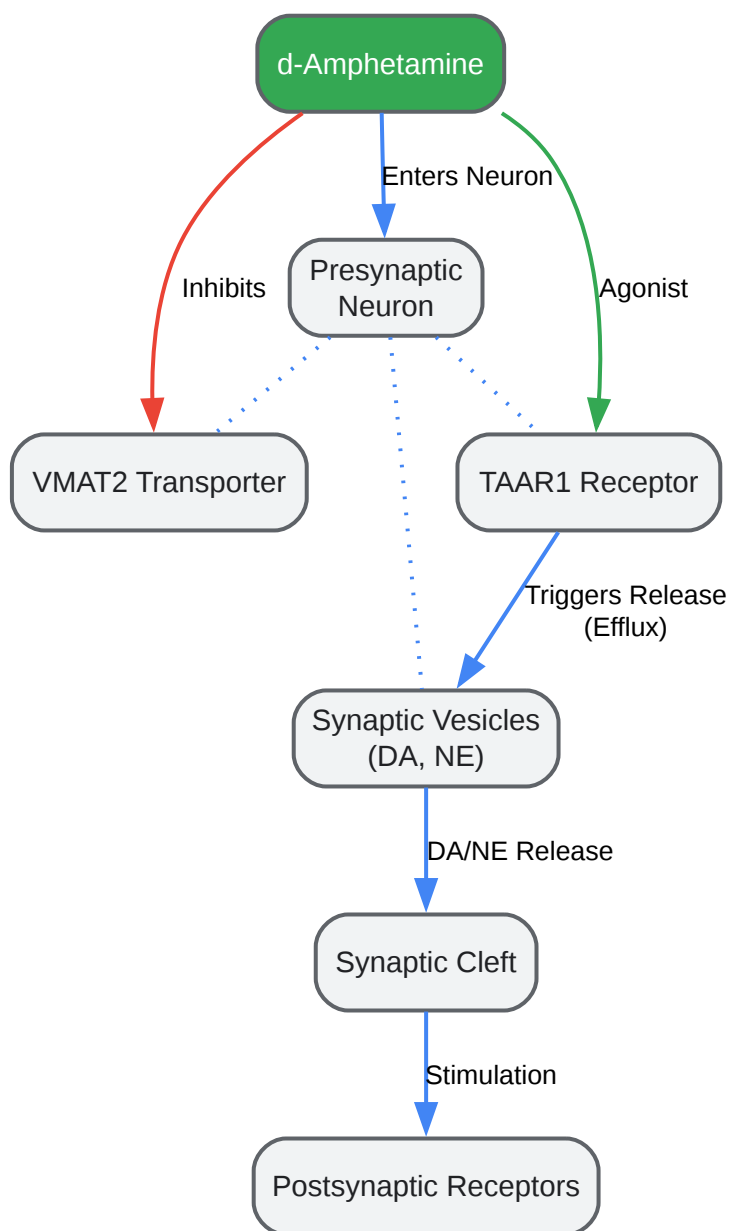 d-Amphetamine
Enters Neuron
Presynaptic
Neuron
Inhibits
Agonist
VMAT2 Transporter
TAAR1 Receptor
Triggers Release
(Efflux)
Synaptic Vesicles
(DA, NE)
DA/NE Release
Synaptic Cleft
Stimulation
Postsynaptic Receptors